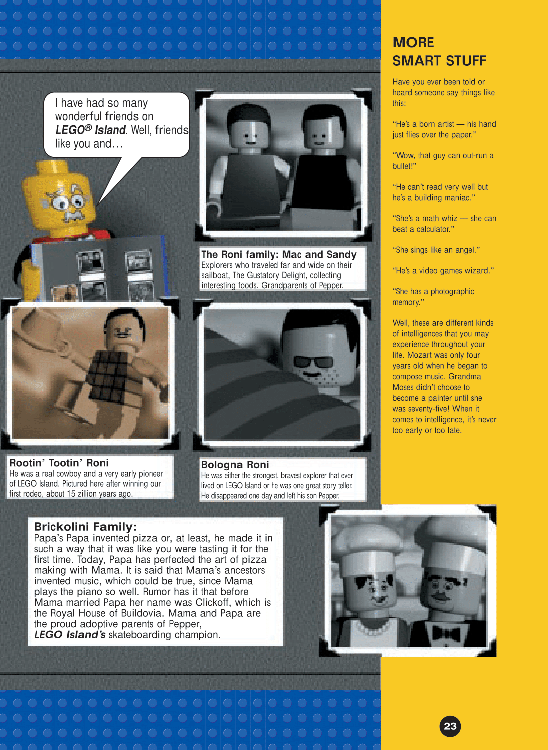 I have had so many
wonderful friends on
LEGO® Island. Well, friends
like you and…
The Roni family: Mac and Sandy
Explorers who traveled far and wide on their
sailboat, The Gustatory Delight, collecting
interesting foods. Grandparents of Pepper.
Rootin' Tootin' Roni
He was a real cowboy and a very early pioneer
of LEGO Island. Pictured here after winning our
first rodeo, about 15 zillion years ago.
Bologna Roni
He was either the strongest, bravest explorer that ever
lived on LEGO Island or he was one great story teller.
He disappeared one day and left his son Pepper.
Brickolini Family:
Papa's Papa invented pizza or, at least, he made it in
such a way that it was like you were tasting it for the
first time. Today, Papa has perfected the art of pizza
making with Mama. It is said that Mama's ancestors
invented music, which could be true, since Mama
plays the piano so well. Rumor has it that before
Mama married Papa her name was Clickoff, which is
the Royal House of Buildovia. Mama and Papa are
the proud adoptive parents of Pepper,
LEGO Island's skateboarding champion.
MORE
SMART STUFF
Have you ever been told or
heard someone say things like
this:
"He's a born artist — his hand
just flies over the paper."
"Wow, that guy can out-run a
bullet!"
"He can't read very well but
he's a building maniac."
"She's a math whiz — she can
beat a calculator."
"She sings like an angel."
"He's a video games wizard."
"She has a photographic
memory."
Well, these are different kinds
of intelligences that you may
experience throughout your
life. Mozart was only four
years old when he began to
compose music. Grandma
Moses didn't choose to
become a painter until she
was seventy-five! When it
comes to intelligence, it's never
too early or too late.
23